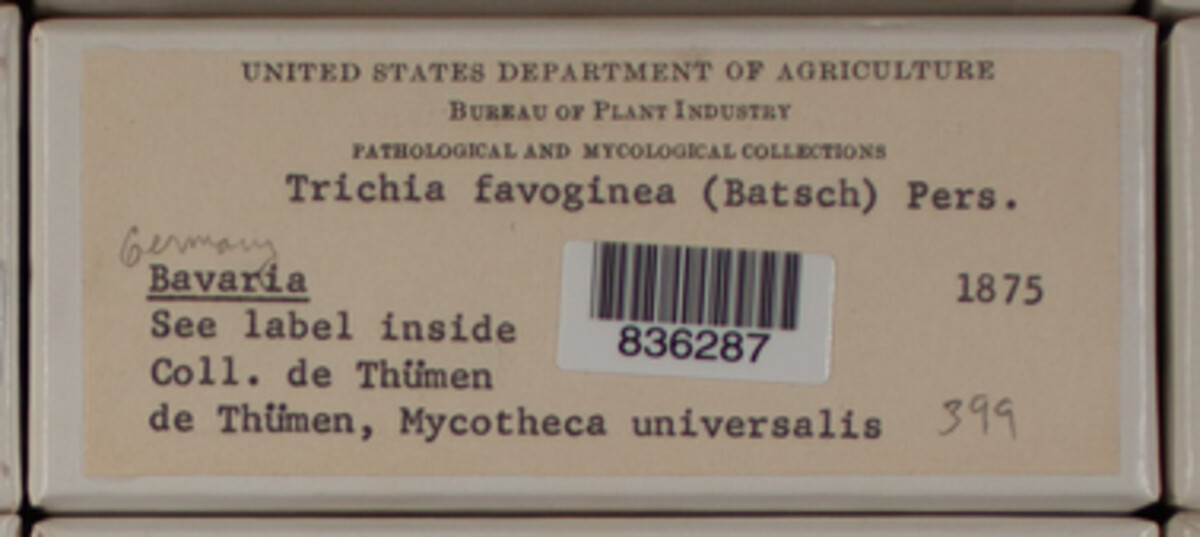 UNITED STATES DEPARTMENT OF AGRICULTURE
BUREAU OF PLANT INDUSTRY
PATHOLOGICAL AND MYCOLOGICAL COLLECTIONS
Trichia favoginea (Batsch) Pers.
Germany
Bavaria
1875
See label inside
836287
Coll. de Thümen
de Thümen, Mycotheca universalis 399